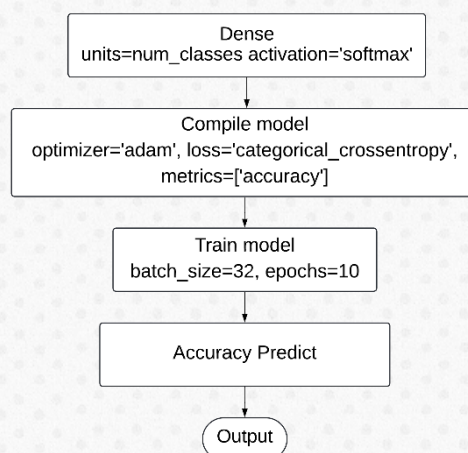 Dense
units=num_classes activation='softmax'
Compile model
optimizer='adam', loss='categorical_crossentropy',
metrics=['accuracy']
Train model
batch_size=32, epochs=10
Accuracy Predict
Output